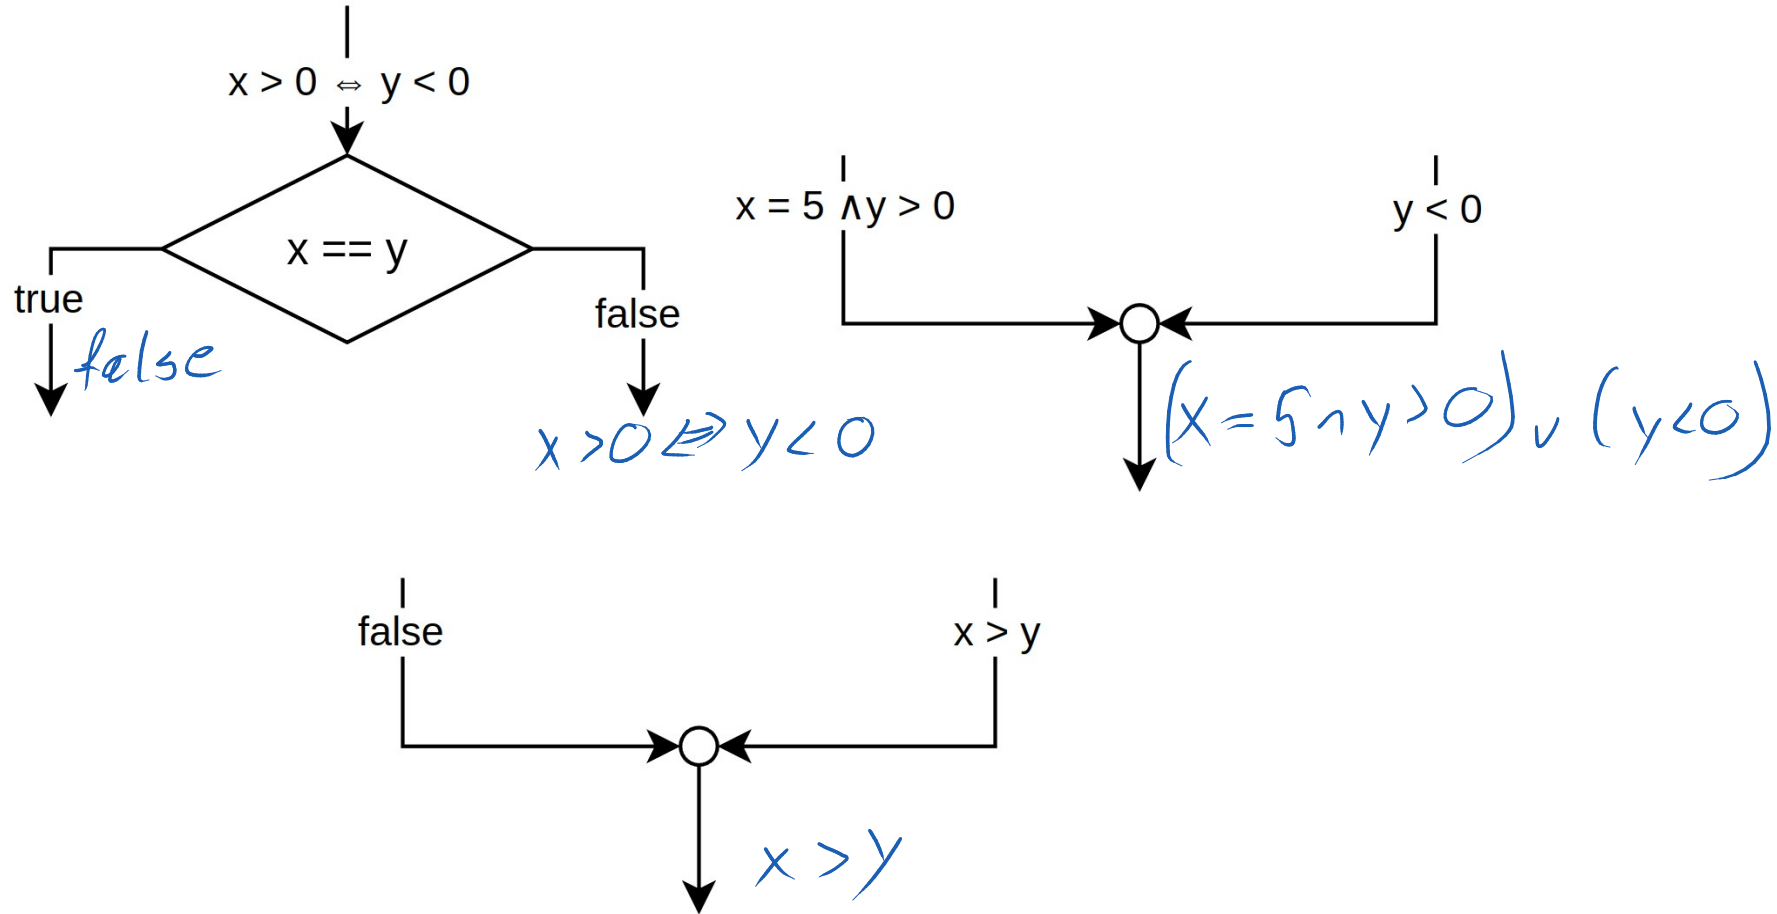 x > 0 ⇔ y < 0
x == y
true
false
false
x > 0 ⇔ y < 0
x = 5 ∧ y > 0
y < 0
(x = 5 ∧ y > 0) ∨ (y < 0)
false
x > y
x > y